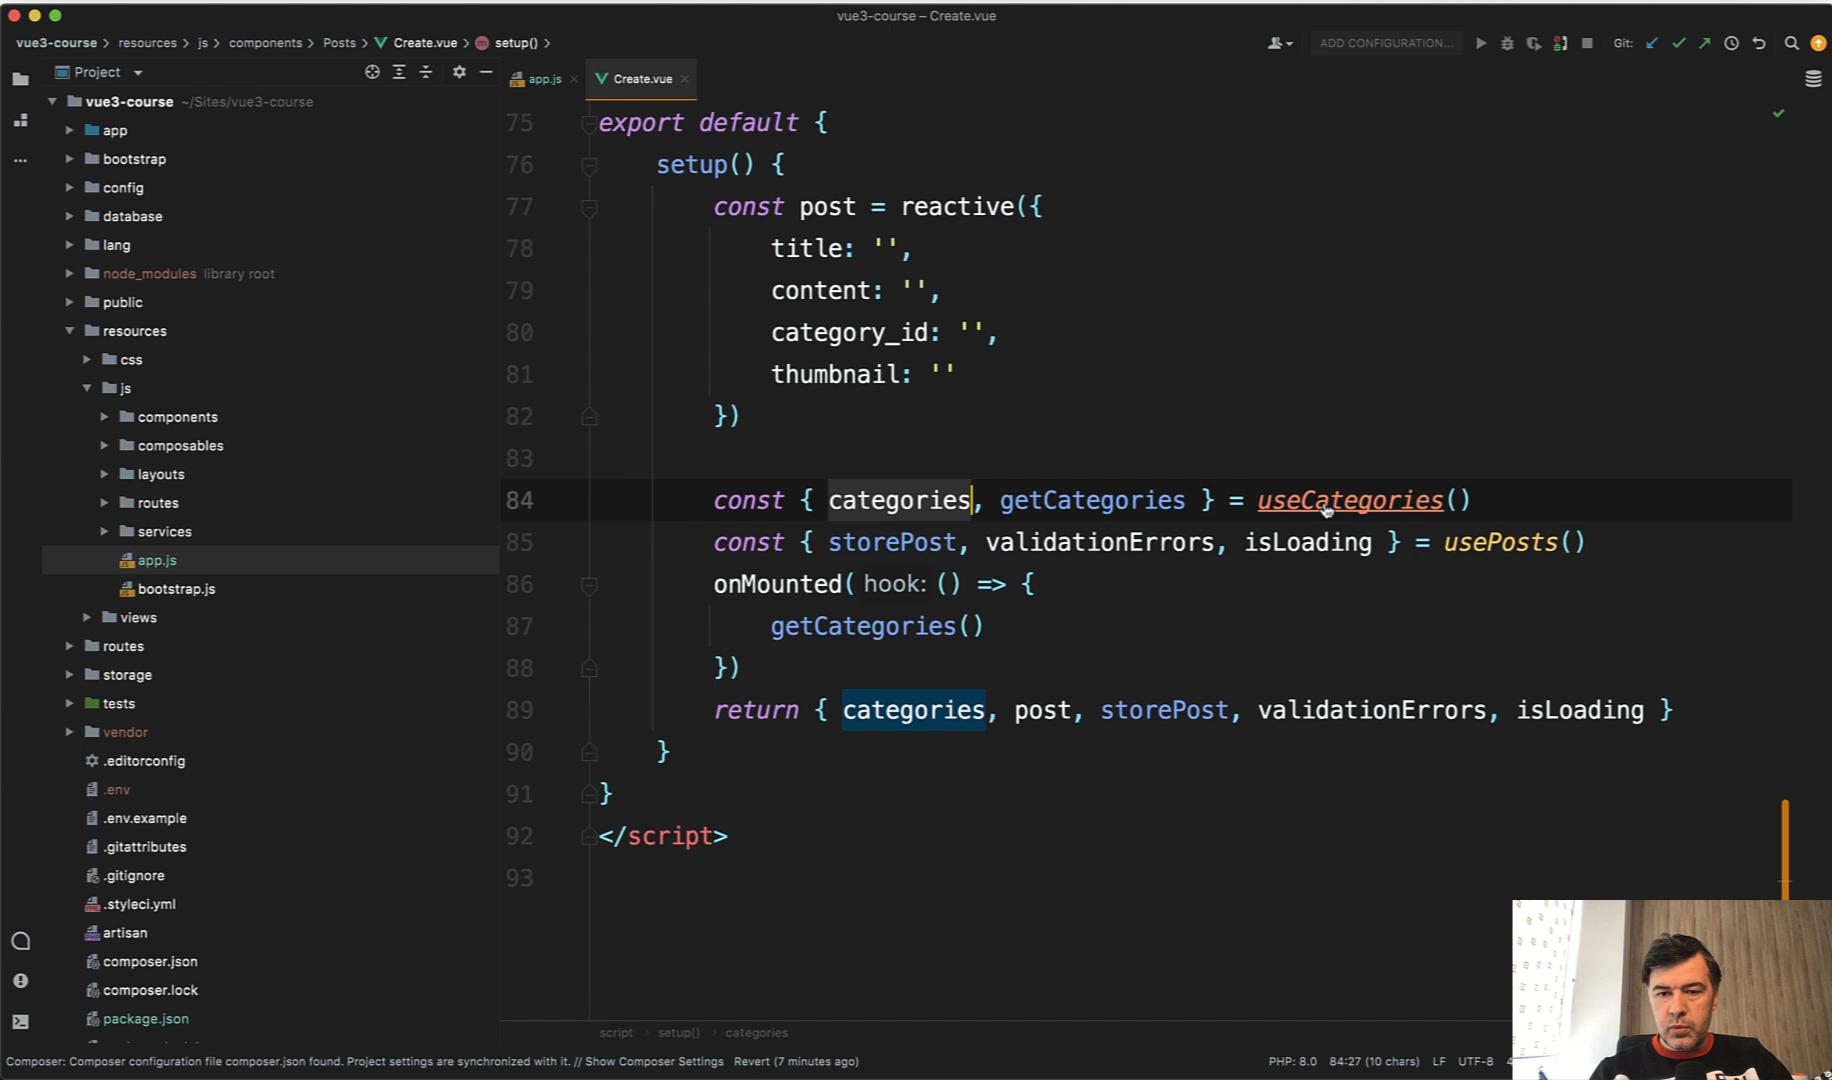 vue3-course – Create.vue
vue3-course › resources › js › components › Posts › Create.vue › setup() ›
ADD CONFIGURATION...
Git:
Project
app.js
Create.vue
vue3-course ~/Sites/vue3-course
app
bootstrap
config
database
lang
node_modules library root
public
resources
css
js
components
composables
layouts
routes
services
app.js
bootstrap.js
views
routes
storage
tests
vendor
.editorconfig
.env
.env.example
.gitattributes
.gitignore
.styleci.yml
artisan
composer.json
composer.lock
package.json
75 export default {
76 setup() {
77 const post = reactive({
78 title: '',
79 content: '',
80 category_id: '',
81 thumbnail: ''
82 })
83
84 const { categories, getCategories } = useCategories()
85 const { storePost, validationErrors, isLoading } = usePosts()
86 onMounted( hook: () => {
87 getCategories()
88 })
89 return { categories, post, storePost, validationErrors, isLoading }
90 }
91 }
92 </script>
93
script › setup() › categories
Composer: Composer configuration file composer.json found. Project settings are synchronized with it. // Show Composer Settings Revert (7 minutes ago)
PHP: 8.0 84:27 (10 chars) LF UTF-8